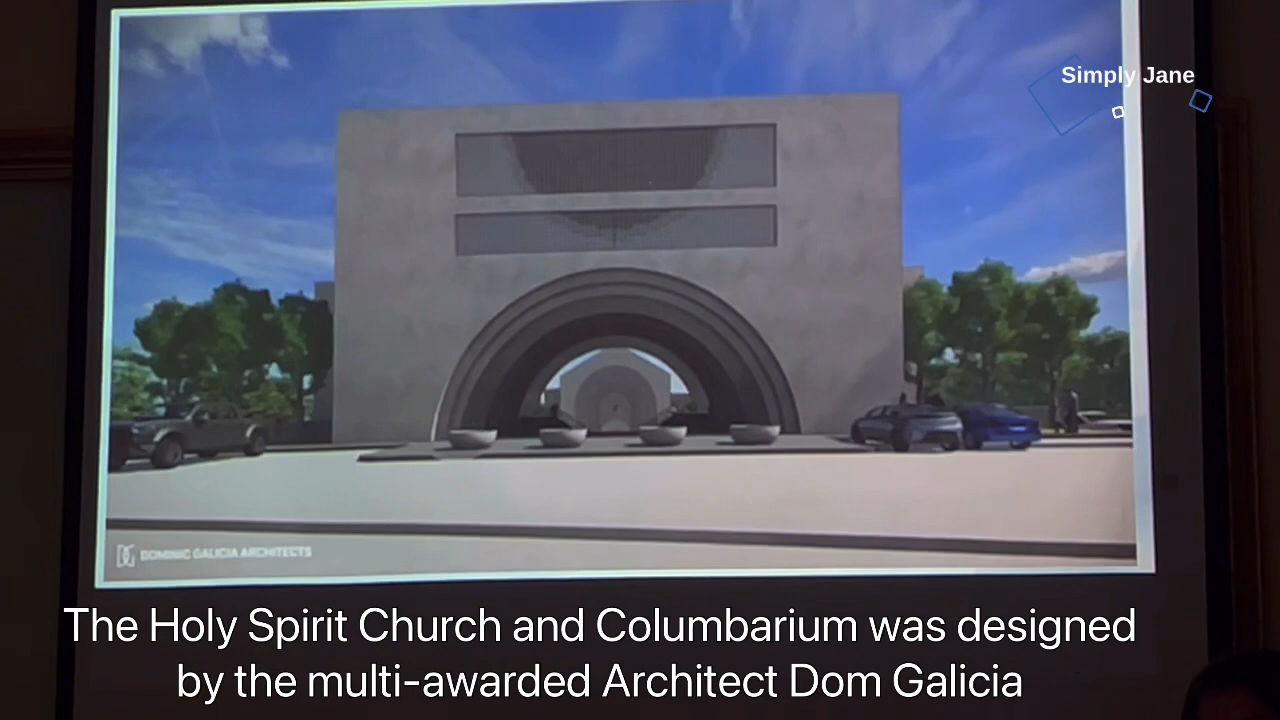 Simply Jane
DOMINIC GALICIA ARCHITECTS
The Holy Spirit Church and Columbarium was designed
by the multi-awarded Architect Dom Galicia